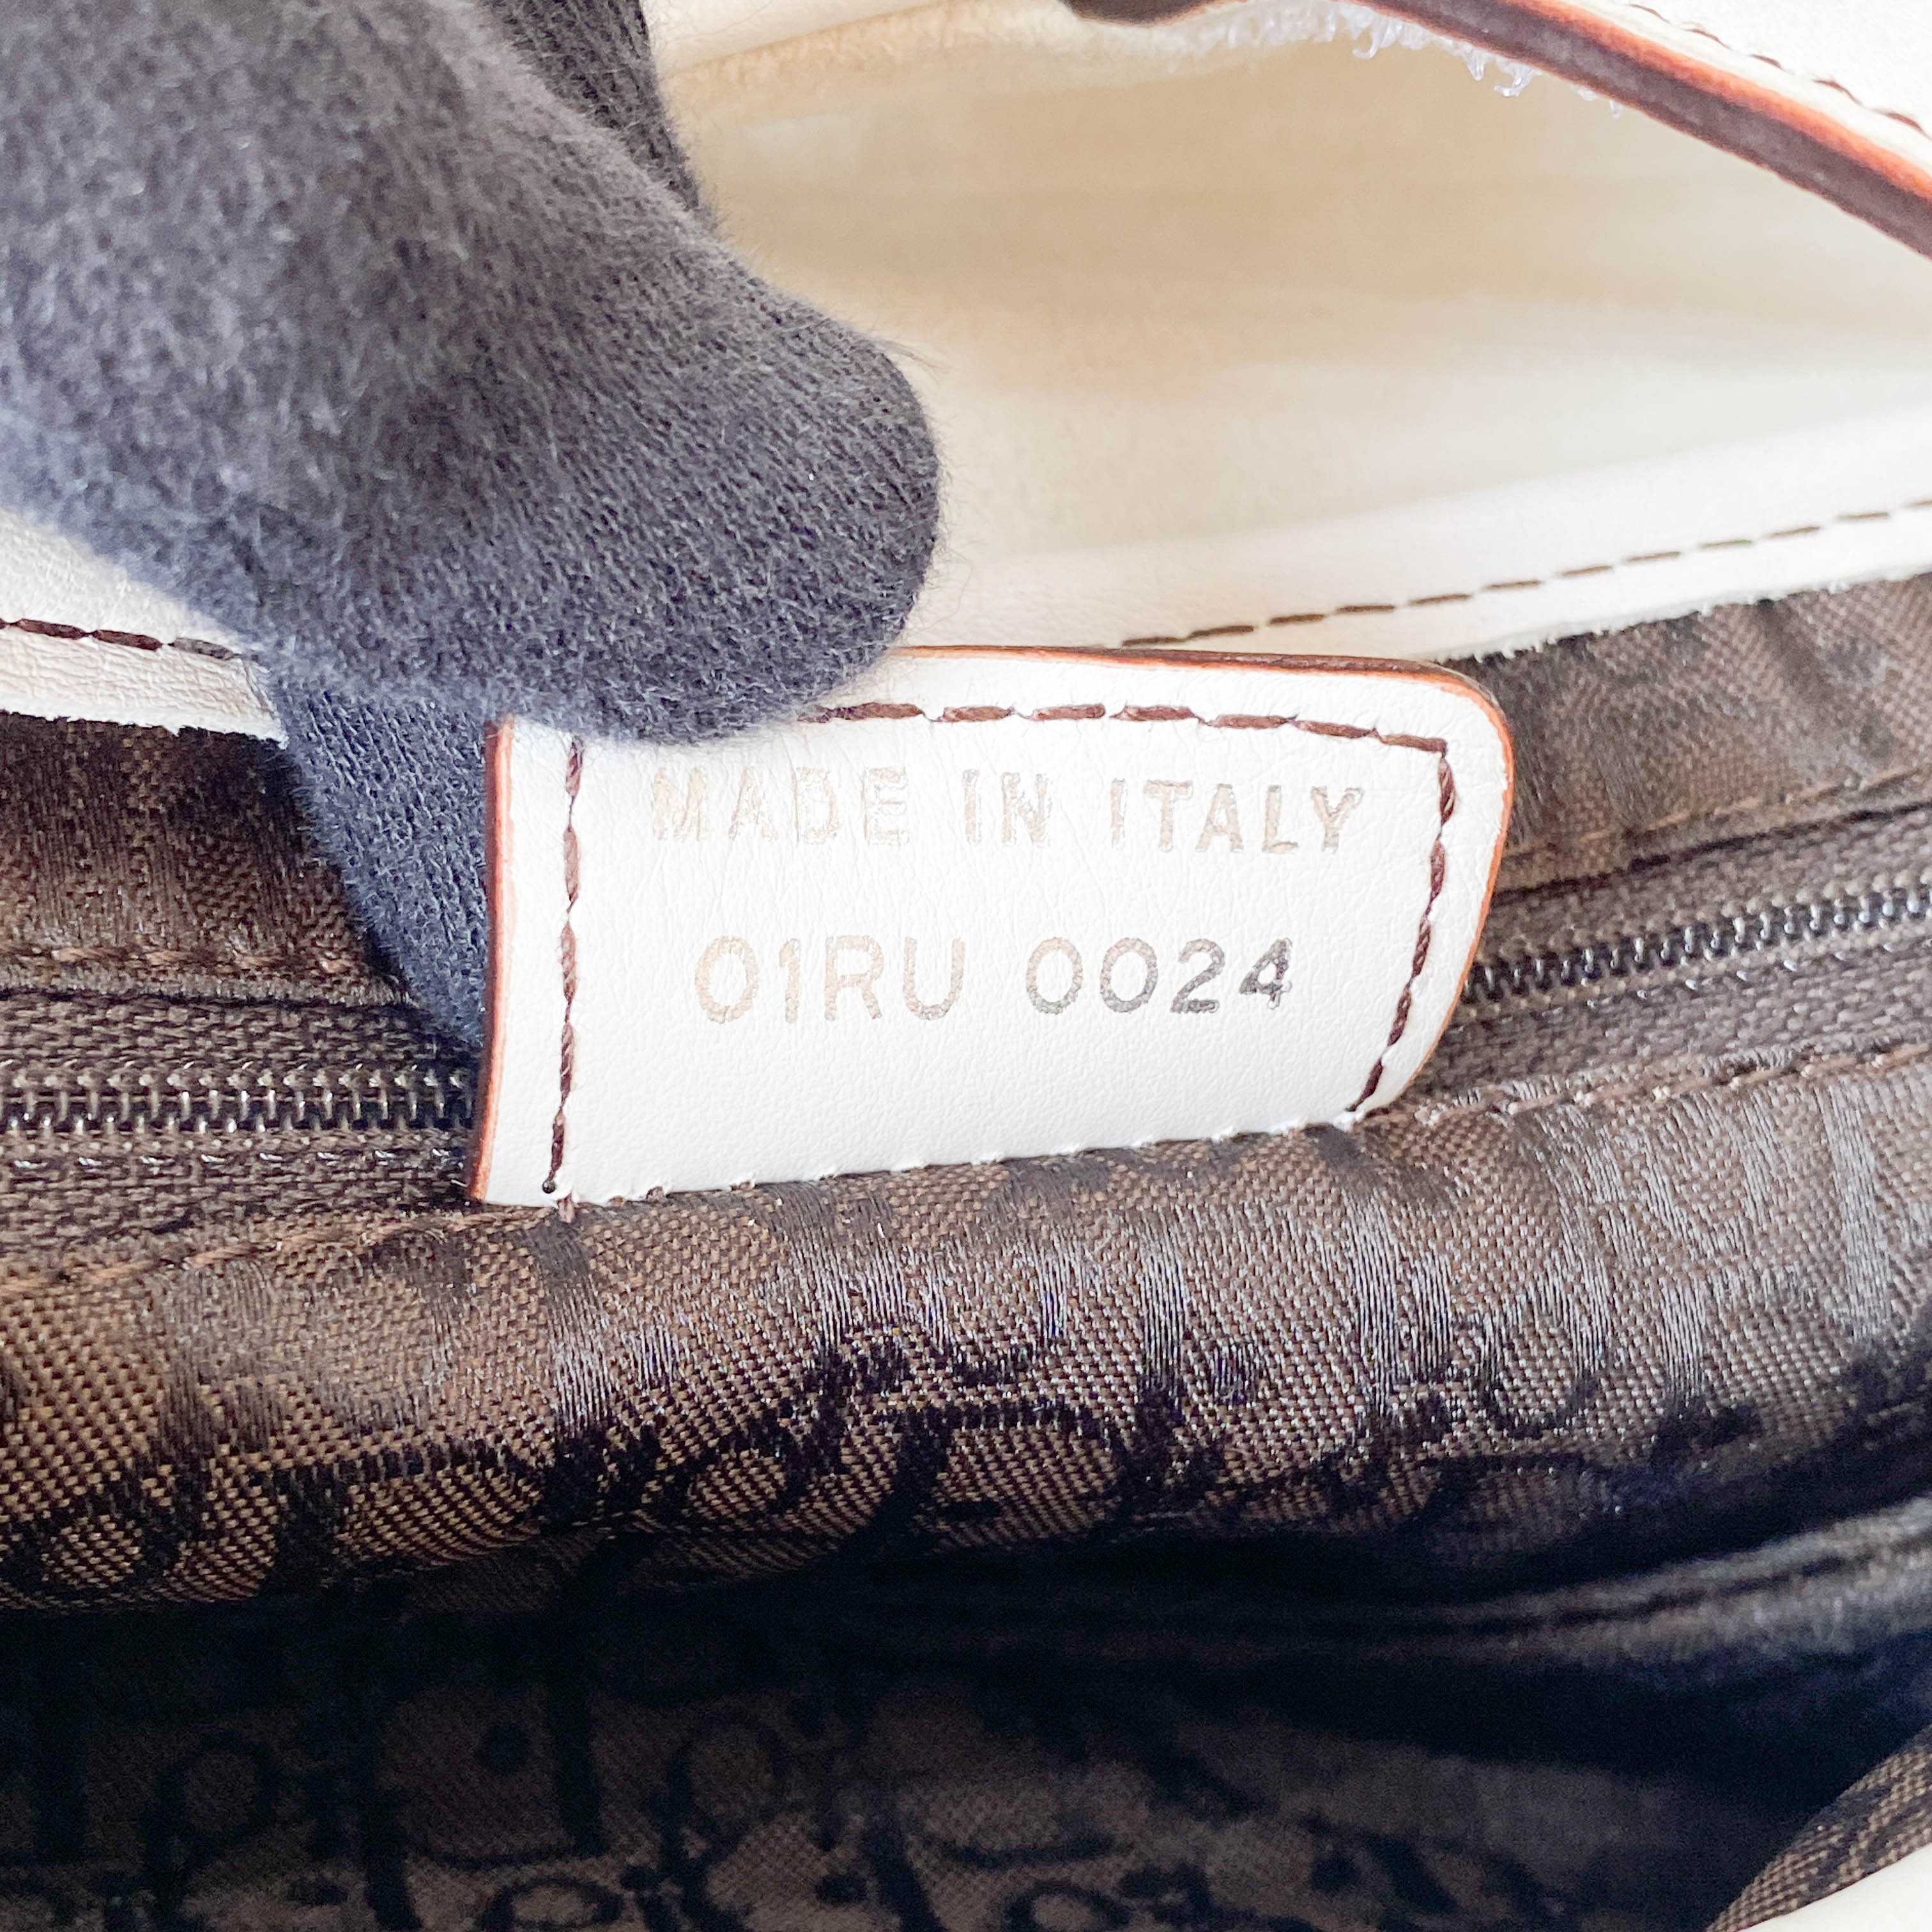 MADE IN ITALY
01RU 0024